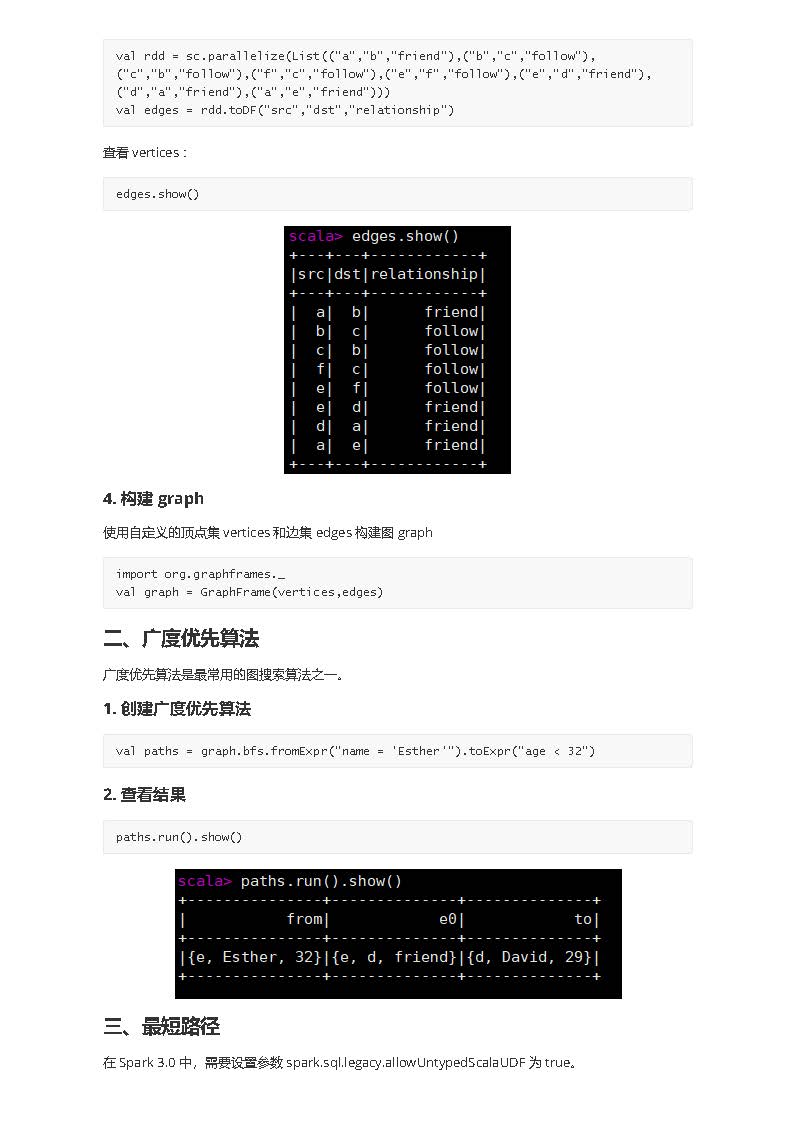 val rdd = sc.parallelize(List(("a","b","friend"),("b","c","follow"),
("c","b","follow"),("f","c","follow"),("e","f","follow"),("e","d","friend"),
("d","a","friend"),("a","e","friend")))
val edges = rdd.toDF("src","dst","relationship")
查看 vertices：
edges.show()
scala> edges.show()
+---+---+------------+
|src|dst|relationship|
+---+---+------------+
|  a|  b|      friend|
|  b|  c|      follow|
|  c|  b|      follow|
|  f|  c|      follow|
|  e|  f|      follow|
|  e|  d|      friend|
|  d|  a|      friend|
|  a|  e|      friend|
+---+---+------------+
4. 构建 graph
使用自定义的顶点集 vertices 和边集 edges 构建图 graph
import org.graphframes._
val graph = GraphFrame(vertices,edges)
二、广度优先算法
广度优先算法是最常用的图搜索算法之一。
1. 创建广度优先算法
val paths = graph.bfs.fromExpr("name = 'Esther'").toExpr("age < 32")
2. 查看结果
paths.run().show()
scala> paths.run().show()
+---------------+--------------+--------------+
|           from|            e0|            to|
+---------------+--------------+--------------+
|{e, Esther, 32}|{e, d, friend}|{d, David, 29}|
+---------------+--------------+--------------+
三、最短路径
在 Spark 3.0 中，需要设置参数 spark.sql.legacy.allowUntypedScalaUDF 为 true。